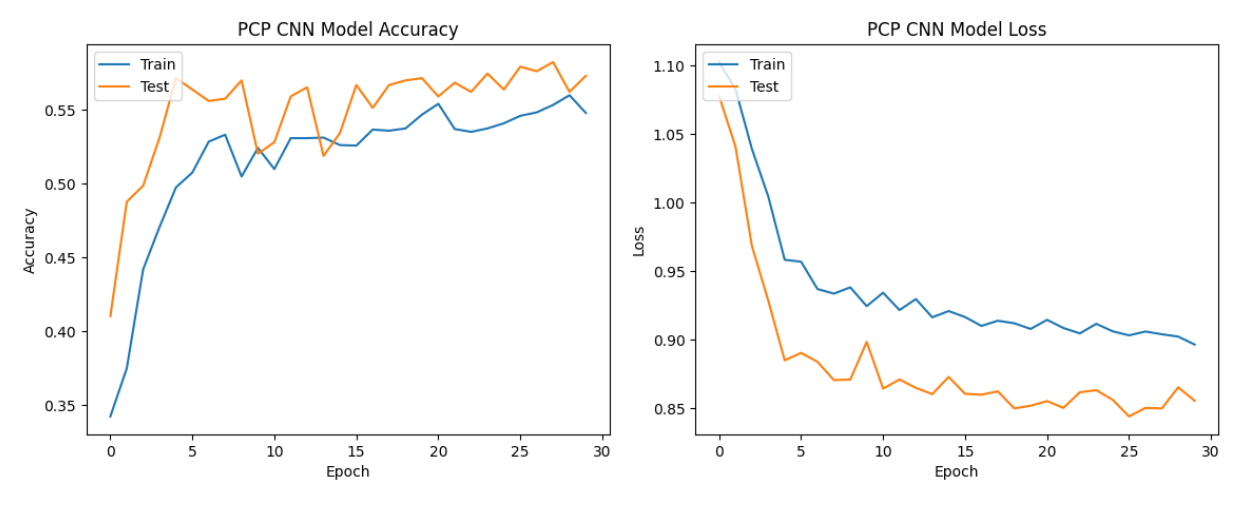 PCP CNN Model Accuracy
Train
Test
Accuracy
0.55
0.50
0.45
0.40
0.35
0 5 10 15 20 25 30
Epoch
PCP CNN Model Loss
Train
Test
Loss
1.10
1.05
1.00
0.95
0.90
0.85
0 5 10 15 20 25 30
Epoch